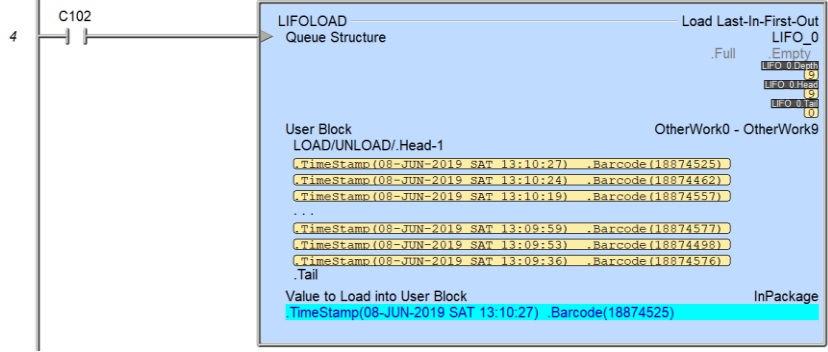 C102
4
LIFOLOAD Load Last-In-First-Out
Queue Structure LIFO_0
.Full .Empty
LIFO_0.Depth
9
LIFO_0.Head
9
LIFO_0.Tail
0
User Block OtherWork0 - OtherWork9
LOAD/UNLOAD/.Head-1
.TimeStamp(08-JUN-2019 SAT 13:10:27) .Barcode(18874525)
.TimeStamp(08-JUN-2019 SAT 13:10:24) .Barcode(18874462)
.TimeStamp(08-JUN-2019 SAT 13:10:19) .Barcode(18874557)
...
.TimeStamp(08-JUN-2019 SAT 13:09:59) .Barcode(18874577)
.TimeStamp(08-JUN-2019 SAT 13:09:53) .Barcode(18874498)
.TimeStamp(08-JUN-2019 SAT 13:09:36) .Barcode(18874576)
.Tail
Value to Load into User Block InPackage
.TimeStamp(08-JUN-2019 SAT 13:10:27) .Barcode(18874525)